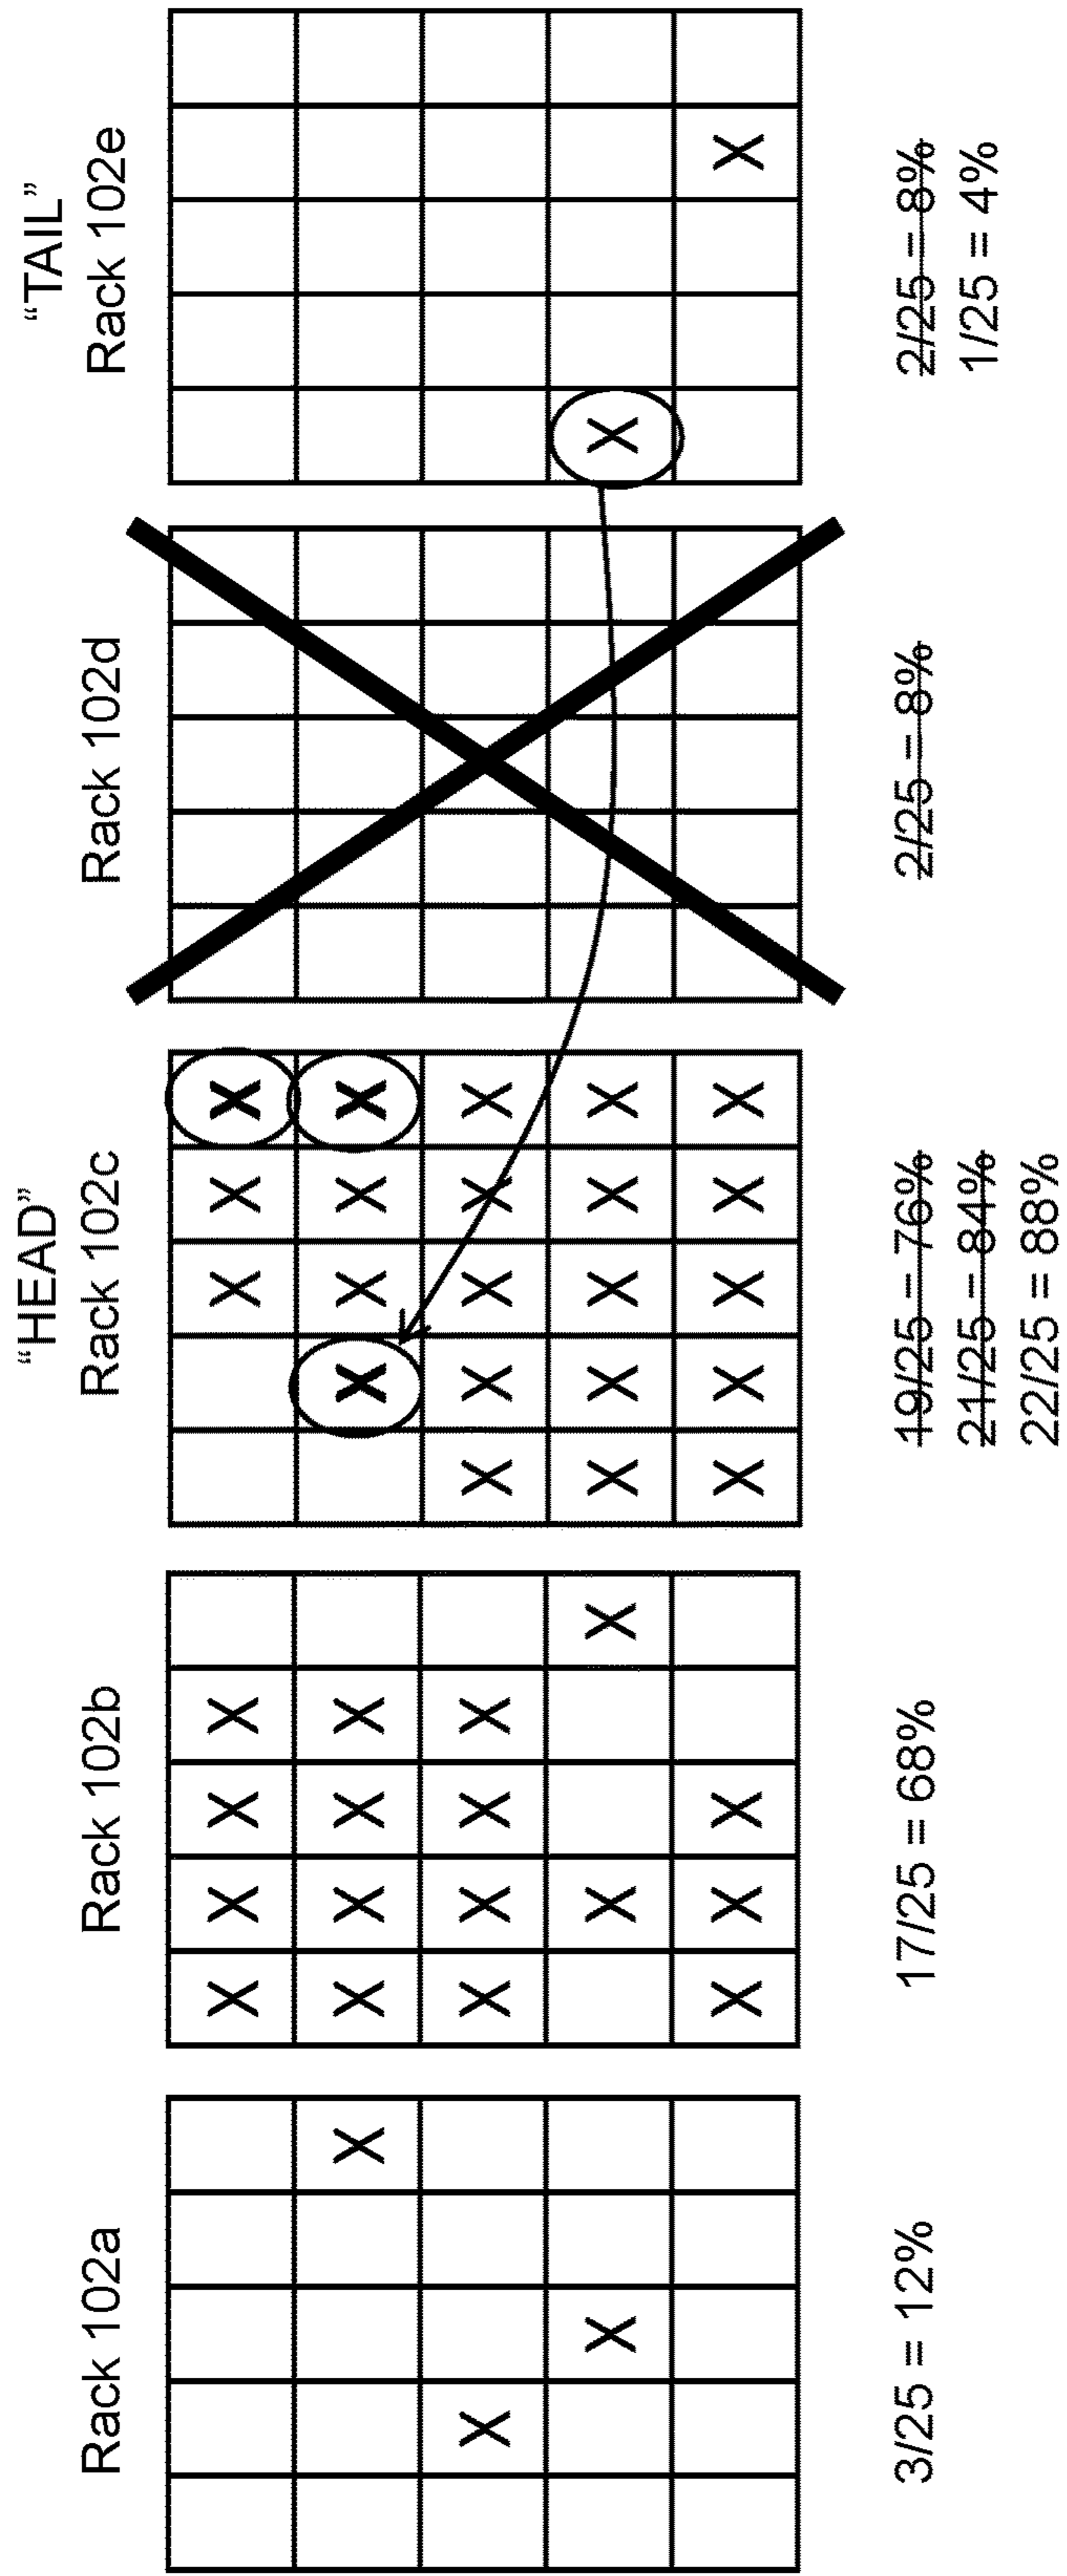 "HEAD"
"TAIL"
Rack 102a
Rack 102b
Rack 102c
Rack 102d
Rack 102e
3/25 = 12%
17/25 = 68%
19/25 = 76%
21/25 = 84%
22/25 = 88%
2/25 = 8%
2/25 = 8%
1/25 = 4%